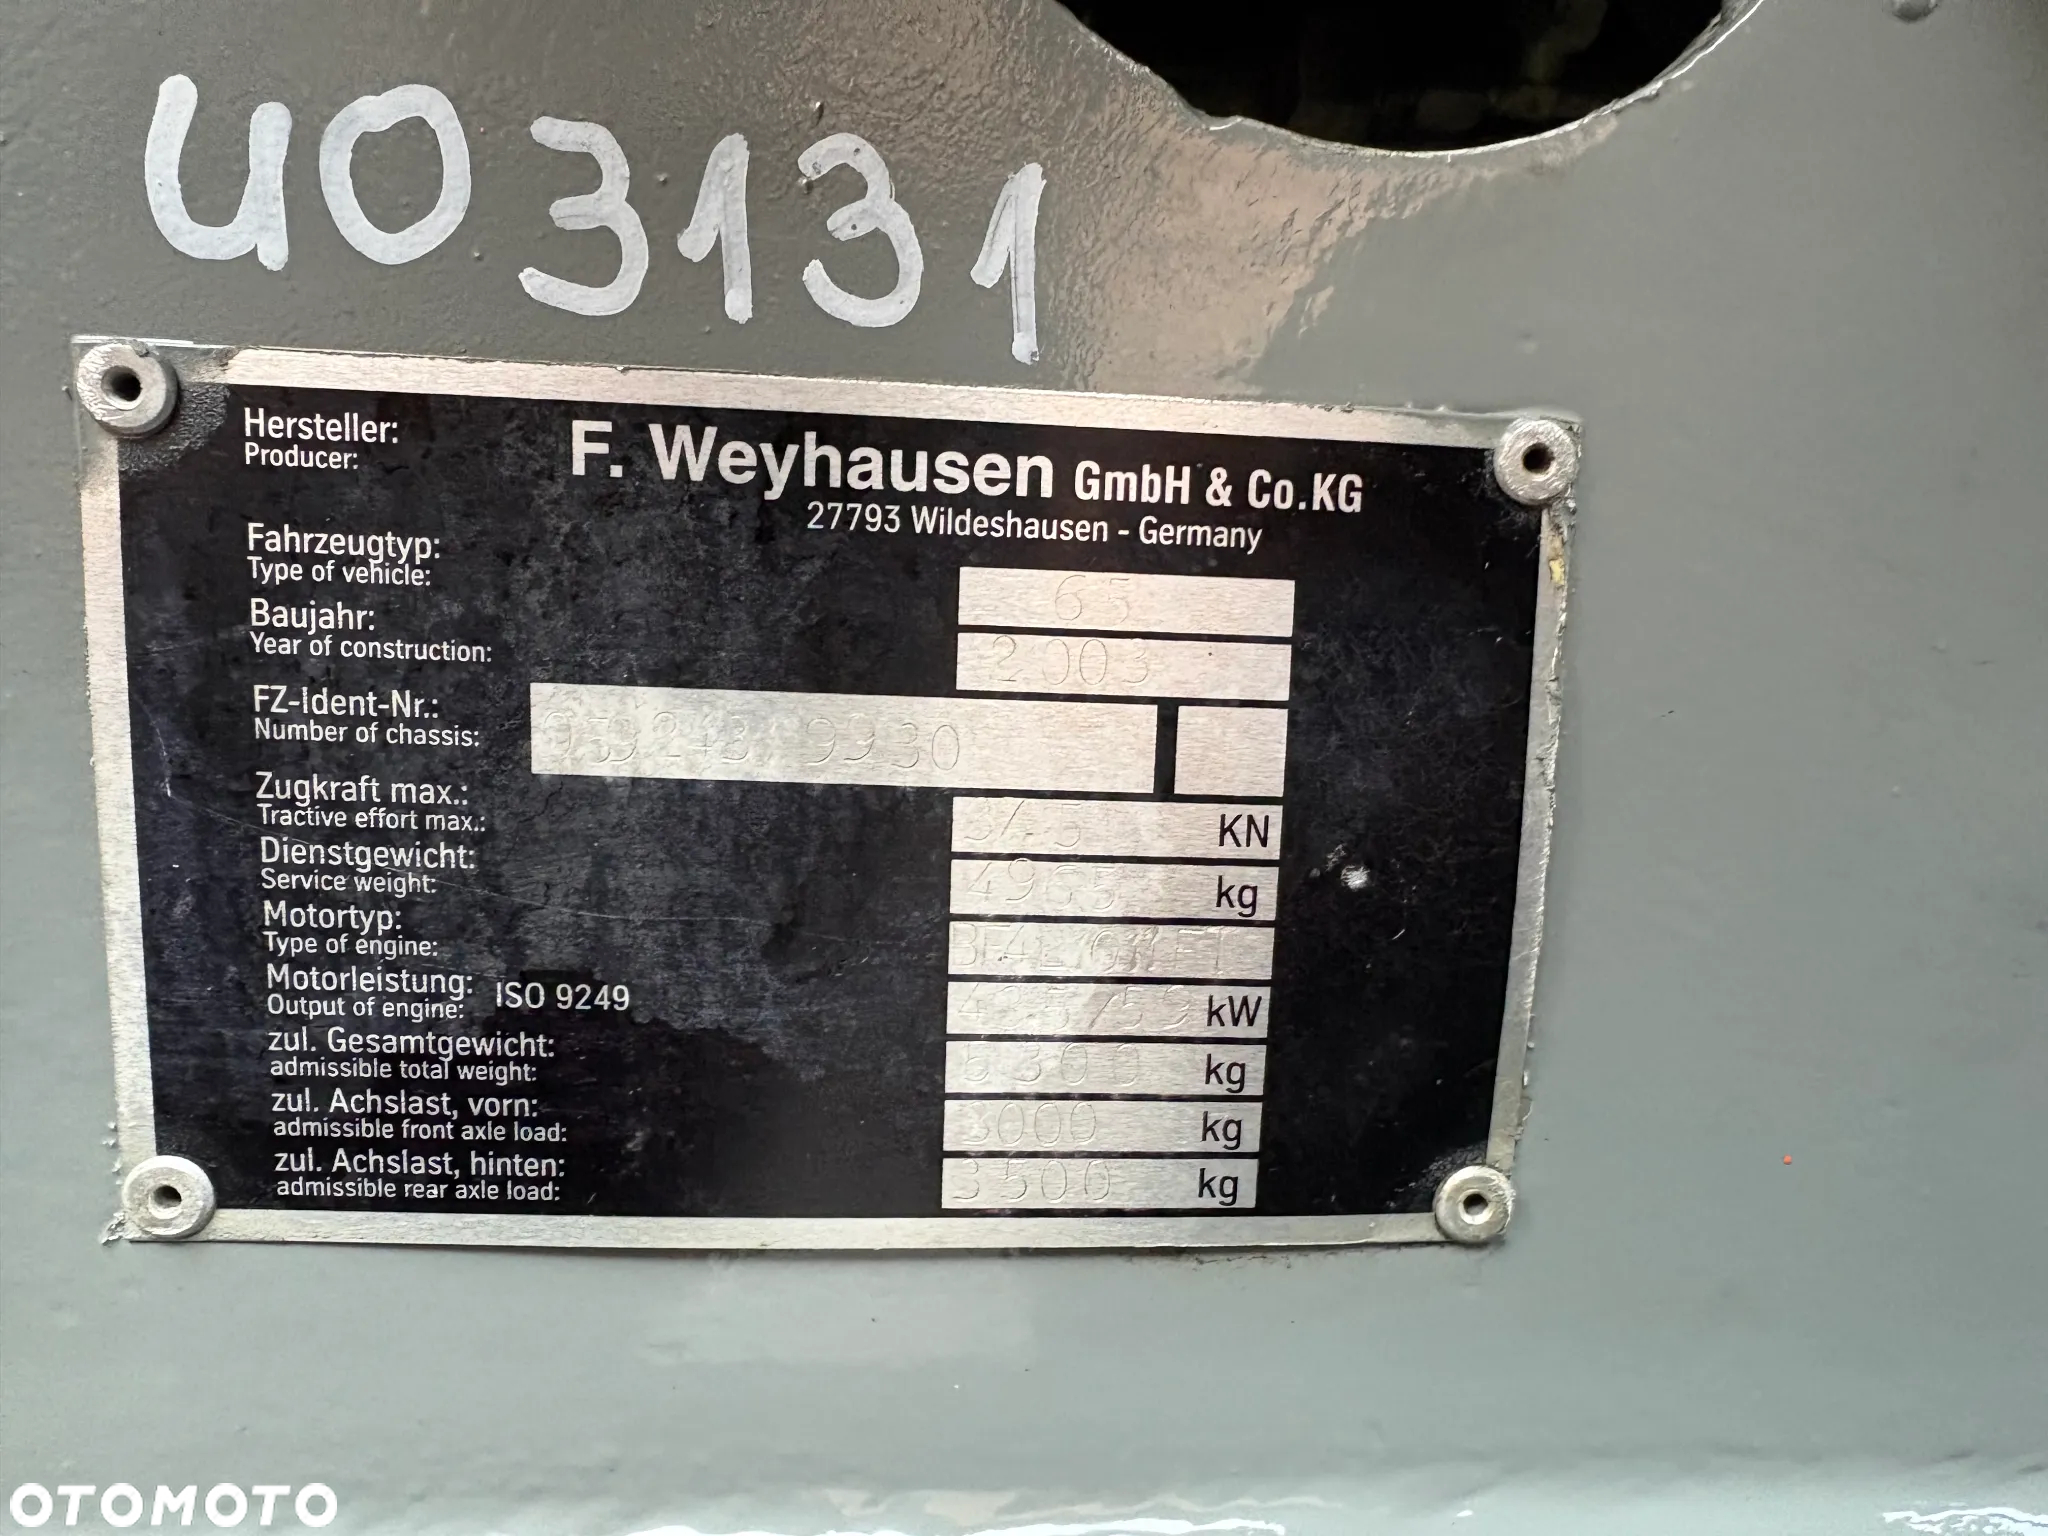 403131
Hersteller:
Producer:
F. Weyhausen GmbH & Co.KG
27793 Wildeshausen - Germany
Fahrzeugtyp:
Type of vehicle:
65
Baujahr:
Year of construction:
2003
FZ-Ident-Nr.:
Number of chassis:
Zugkraft max.:
Tractive effort max.:
KN
Dienstgewicht:
Service weight:
4965 kg
Motortyp:
Type of engine:
Motorleistung:
Output of engine:
ISO 9249
kW
zul. Gesamtgewicht:
admissible total weight:
kg
zul. Achslast, vorn:
admissible front axle load:
3000 kg
zul. Achslast, hinten:
admissible rear axle load:
3500 kg
OTOMOTO